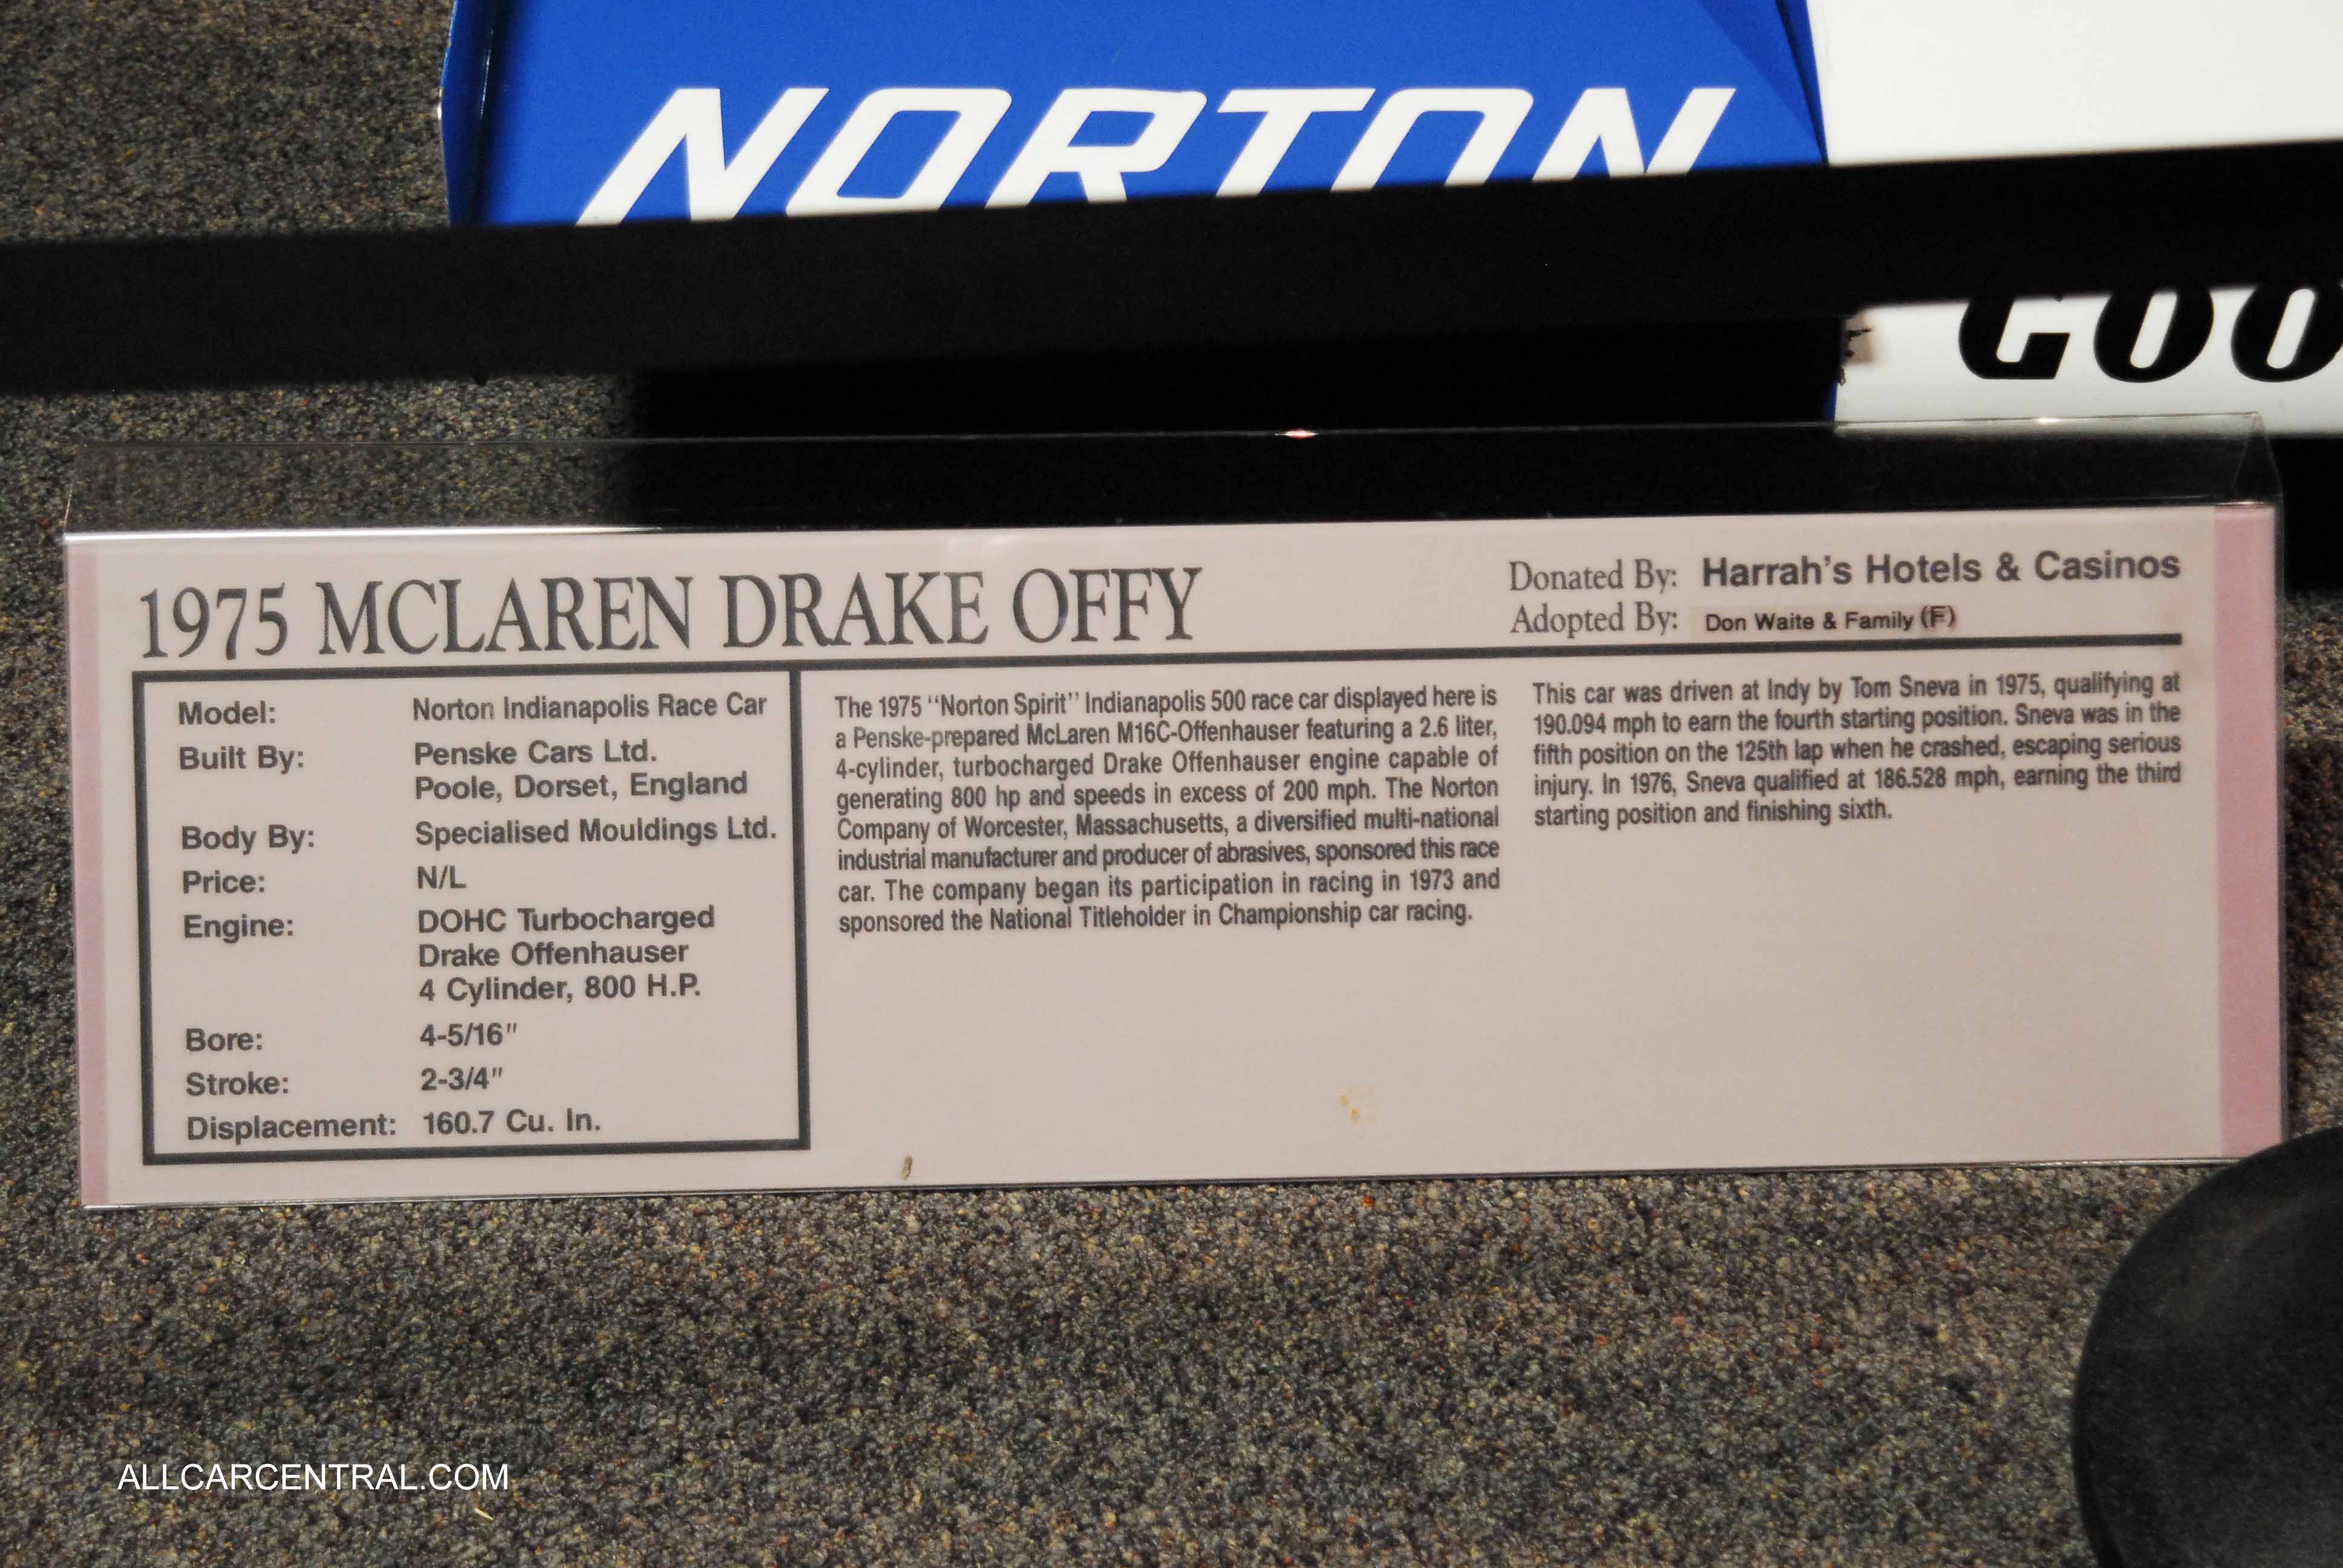 NORTON
GOO
1975 MCLAREN DRAKE OFFY
Donated By: Harrah's Hotels & Casinos
Adopted By: Don Waite & Family (F)
Model: Norton Indianapolis Race Car
Built By: Penske Cars Ltd.
Poole, Dorset, England
Body By: Specialised Mouldings Ltd.
Price: N/L
Engine: DOHC Turbocharged
Drake Offenhauser
4 Cylinder, 800 H.P.
Bore: 4-5/16"
Stroke: 2-3/4"
Displacement: 160.7 Cu. In.
The 1975 "Norton Spirit" Indianapolis 500 race car displayed here is
a Penske-prepared McLaren M16C-Offenhauser featuring a 2.6 liter,
4-cylinder, turbocharged Drake Offenhauser engine capable of
generating 800 hp and speeds in excess of 200 mph. The Norton
Company of Worcester, Massachusetts, a diversified multi-national
industrial manufacturer and producer of abrasives, sponsored this race
car. The company began its participation in racing in 1973 and
sponsored the National Titleholder in Championship car racing.
This car was driven at Indy by Tom Sneva in 1975, qualifying at
190.094 mph to earn the fourth starting position. Sneva was in the
fifth position on the 125th lap when he crashed, escaping serious
injury. In 1976, Sneva qualified at 186.528 mph, earning the third
starting position and finishing sixth.
ALLCARCENTRAL.COM